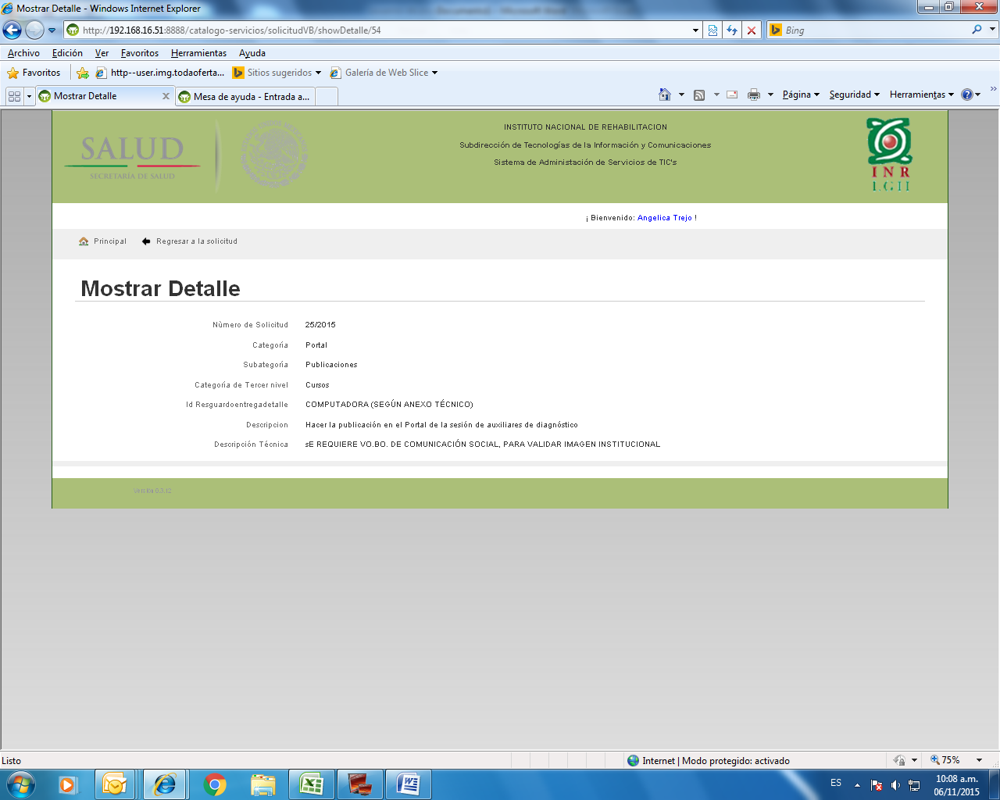 Mostrar Detalle - Windows Internet Explorer
http://192.168.16.51:8888/catalogo-servicios/solicitudVB/showDetalle/54
Bing
Archivo Edición Ver Favoritos Herramientas Ayuda
Favoritos http--user.img.todaoferta... Sitios sugeridos Galería de Web Slice
Mostrar Detalle X Mesa de ayuda - Entrada a... Página Seguridad Herramientas »
SALUD
SECRETARÍA DE SALUD
INSTITUTO NACIONAL DE REHABILITACION
Subdirección de Tecnologías de la Información y Comunicaciones
Sistema de Administación de Servicios de TIC's
INR
LGII
¡ Bienvenido: Angelica Trejo !
Principal Regresar a la solicitud
Mostrar Detalle
Nùmero de Solicitud 25/2015
Categoría Portal
Subategoría Publicaciones
Categoría de Tercer nivel Cursos
Id Resguardoentregadetalle COMPUTADORA (SEGÚN ANEXO TÉCNICO)
Descripcion Hacer la publicación en el Portal de la sesión de auxiliares de diagnóstico
Descripción Técnica sE REQUIERE VO.BO. DE COMUNICACIÓN SOCIAL, PARA VALIDAR IMAGEN INSTITUCIONAL
Versión 0.3.12
Listo Internet | Modo protegido: activado 75%
ES 10:08 a.m.
06/11/2015